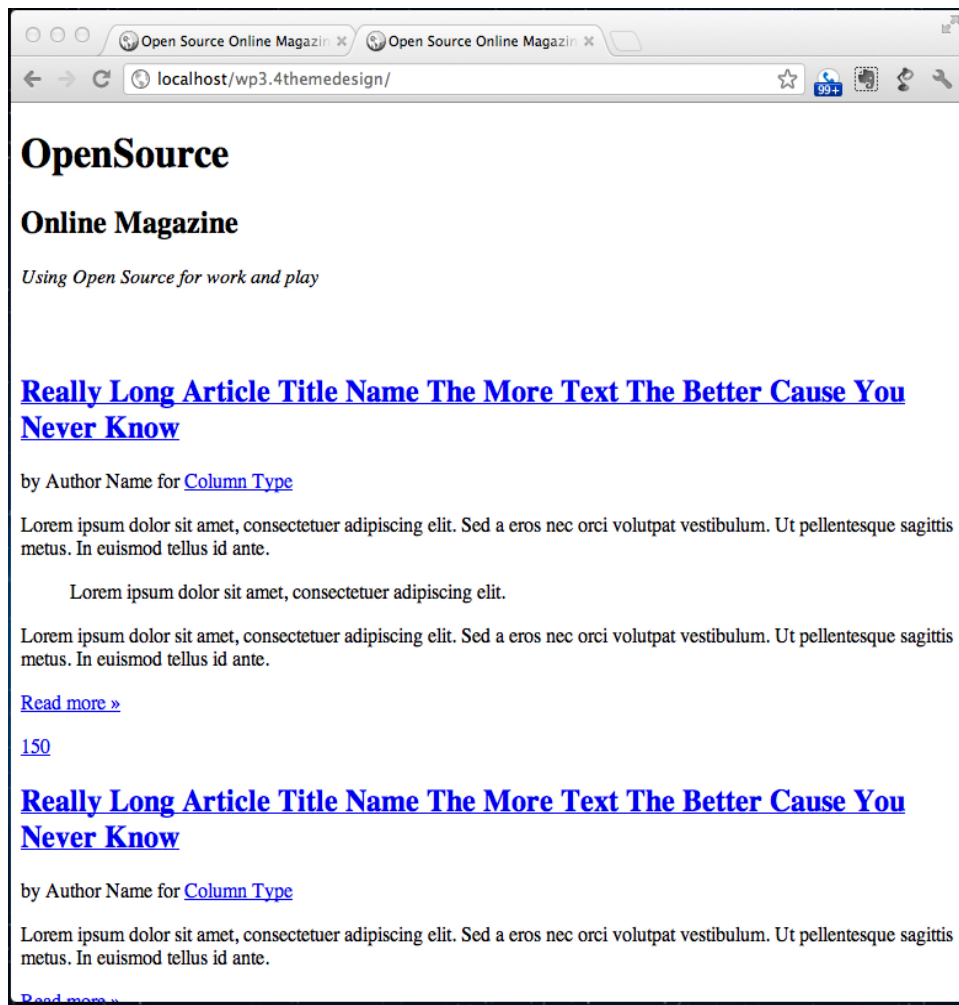 Open Source Online Magazin
Open Source Online Magazin
localhost/wp3.4themedesign/
99+
OpenSource
Online Magazine
Using Open Source for work and play
Really Long Article Title Name The More Text The Better Cause You
Never Know
by Author Name for Column Type
Lorem ipsum dolor sit amet, consectetuer adipiscing elit. Sed a eros nec orci volutpat vestibulum. Ut pellentesque sagittis
metus. In euismod tellus id ante.
Lorem ipsum dolor sit amet, consectetuer adipiscing elit.
Lorem ipsum dolor sit amet, consectetuer adipiscing elit. Sed a eros nec orci volutpat vestibulum. Ut pellentesque sagittis
metus. In euismod tellus id ante.
Read more »
150
Really Long Article Title Name The More Text The Better Cause You
Never Know
by Author Name for Column Type
Lorem ipsum dolor sit amet, consectetuer adipiscing elit. Sed a eros nec orci volutpat vestibulum. Ut pellentesque sagittis
metus. In euismod tellus id ante.
Read more »